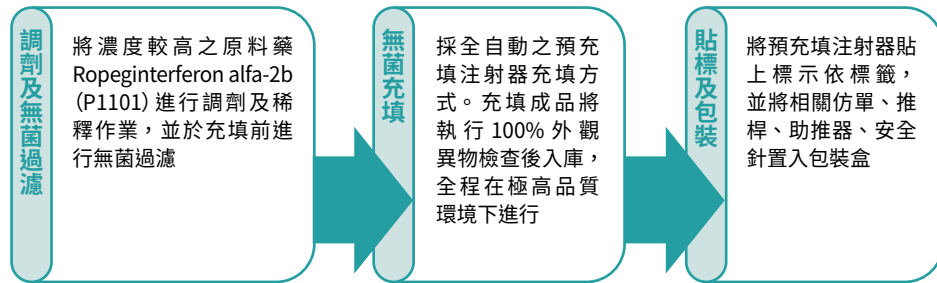 調劑及無菌過濾
將濃度較高之原料藥
Ropeginterferon alfa-2b
（P1101）進行調劑及稀
釋作業，並於充填前進
行無菌過濾
無菌充填
採全自動之預充
填注射器充填方
式。充填成品將
執行100%外觀
異物檢查後入庫，
全程在極高品質
環境下進行
貼標及包裝
將預充填注射器貼
上標示依標籤，
並將相關仿單、推
桿、助推器、安全
針置入包裝盒